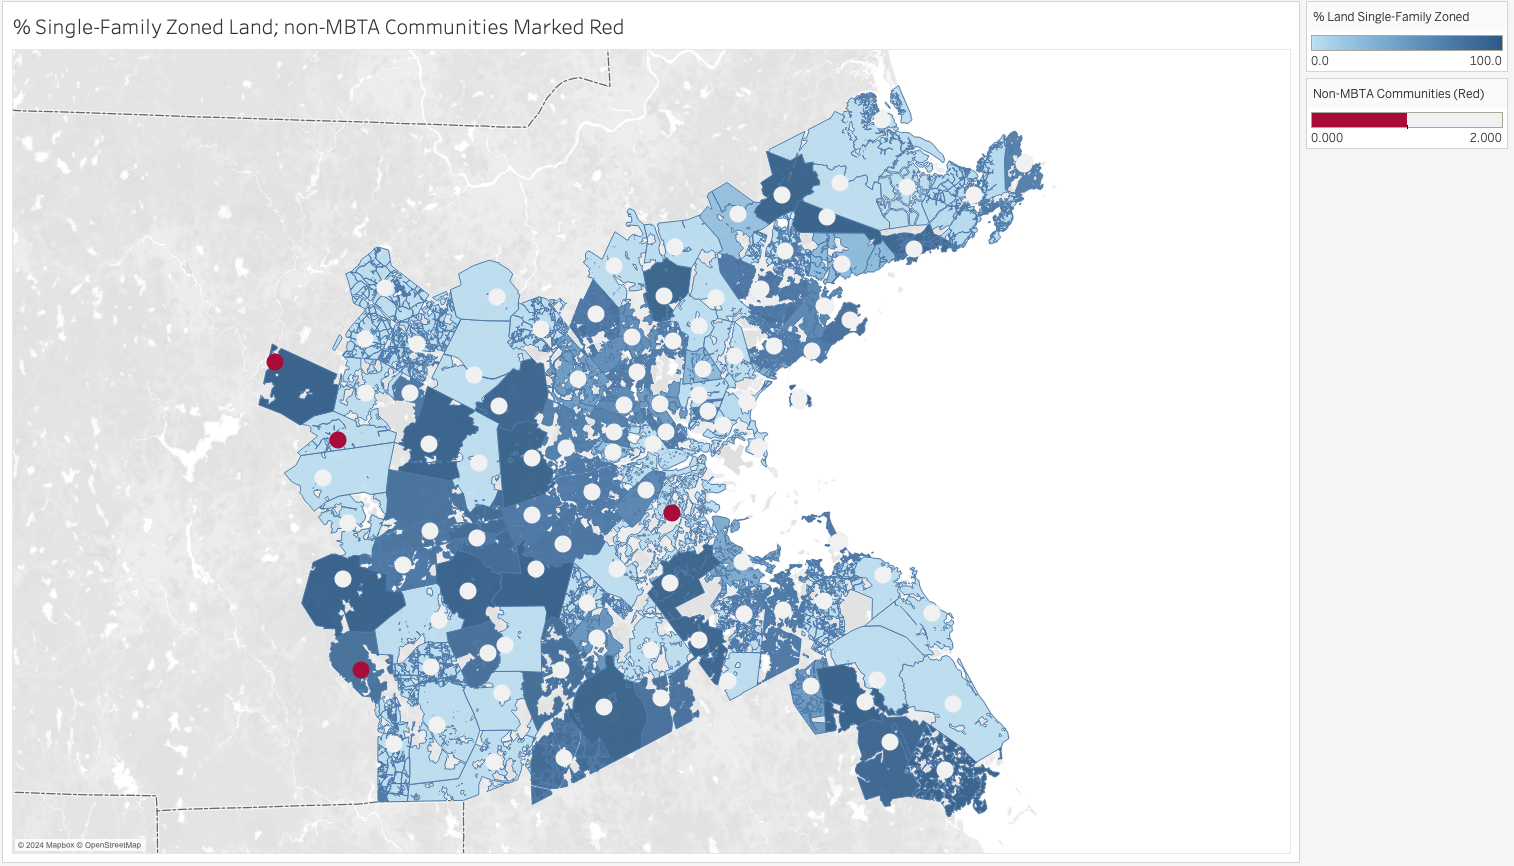 % Single-Family Zoned Land; non-MBTA Communities Marked Red
% Land Single-Family Zoned
0.0 100.0
Non-MBTA Communities (Red)
0.000 2.000
© 2024 Mapbox © OpenStreetMap